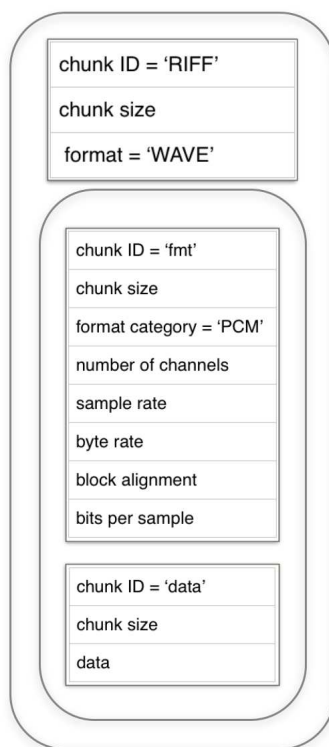 chunk ID = ‘RIFF’
chunk size
format = ‘WAVE’
chunk ID = ‘fmt’
chunk size
format category = ‘PCM’
number of channels
sample rate
byte rate
block alignment
bits per sample
chunk ID = ‘data’
chunk size
data